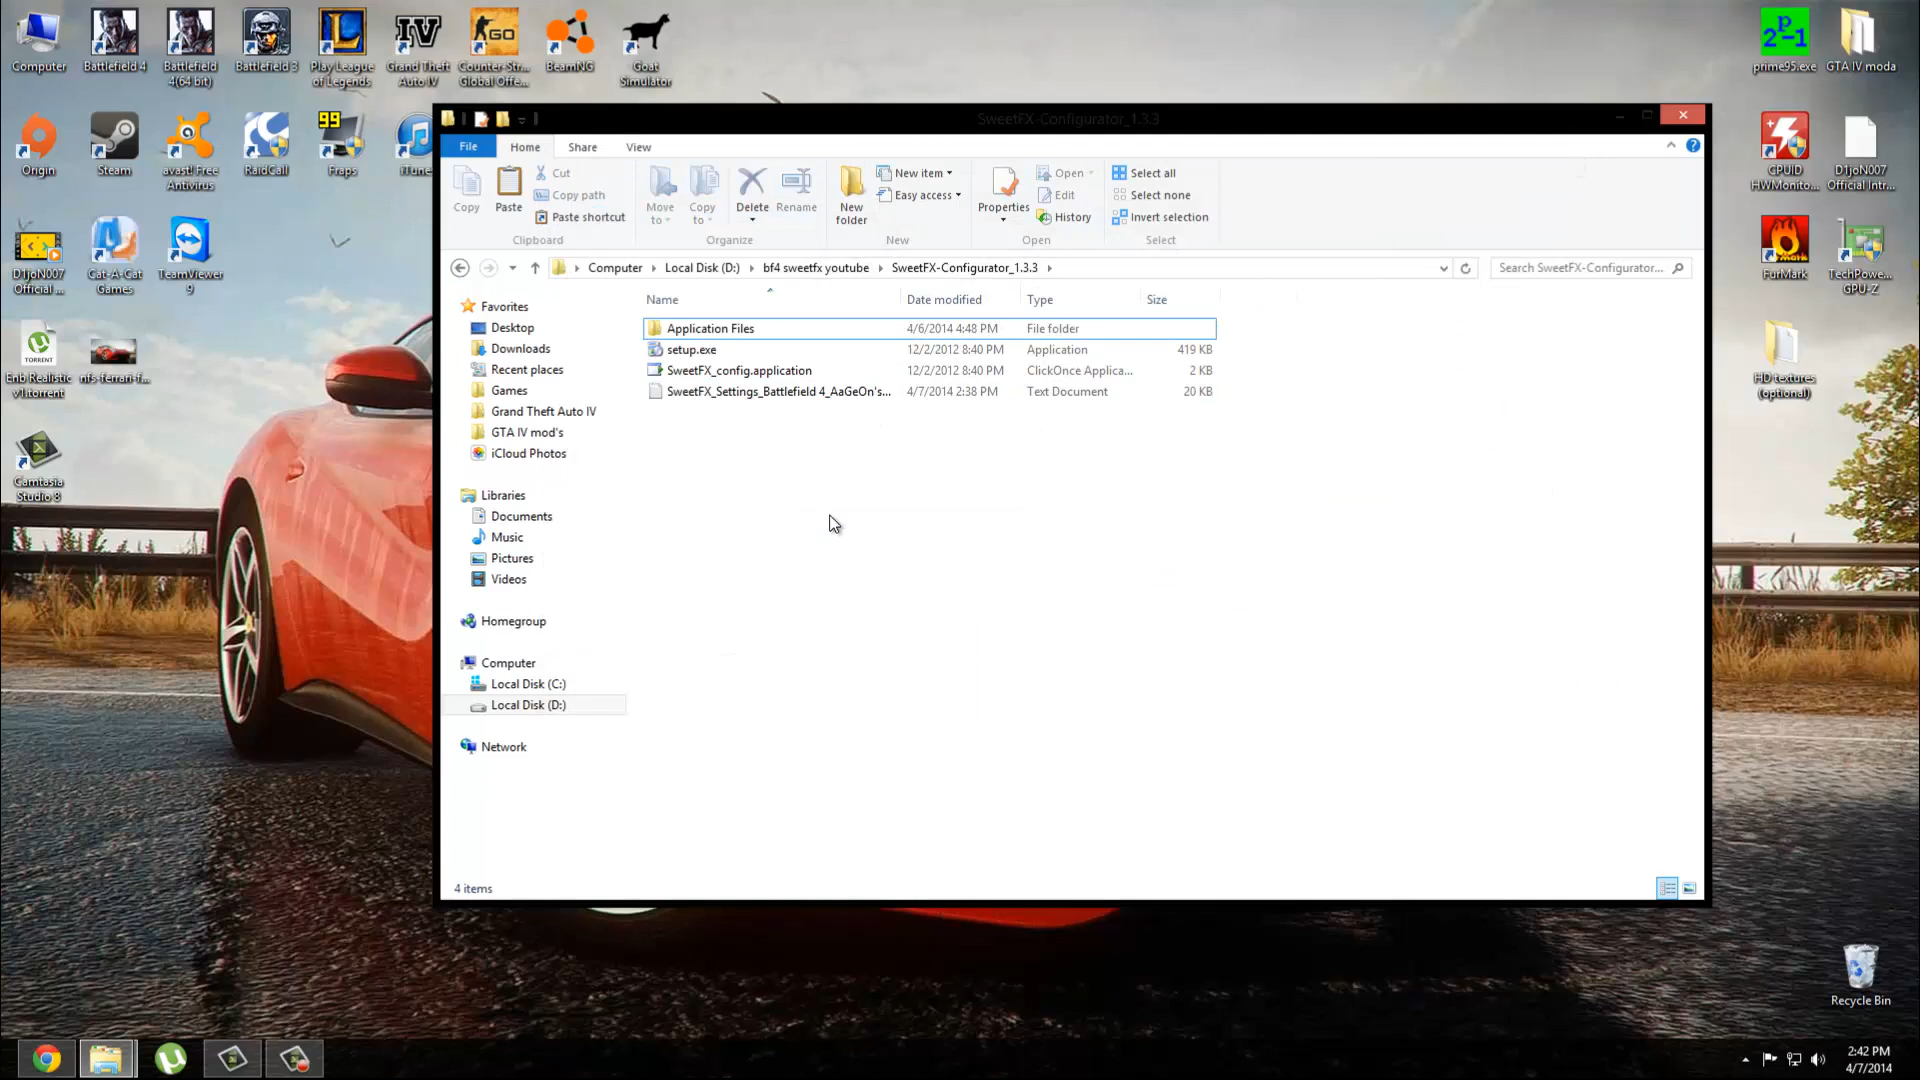 Computer
Battlefield 4
Battlefield 4(64 bit)
Battlefield 3
Play League of Legends
Grand Theft Auto IV
Counter-Str... Global Offe...
BeamNG
Goat Simulator
prime95.exe
GTA IV moda
Origin
Steam
avast! Free Antivirus
RaidCall
99
Fraps
iTune
CPUID HWMonito...
D1joN007 Official Intr...
D1joN007 Official ...
Cat-A-Cat Games
TeamViewer 9
FurMark
TechPowe... GPU-Z
Enb Realistic v1.torrent
nfs-ferrari-f...
HD textures (optional)
Camtasia Studio 8
Recycle Bin
SweetFX-Configurator_1.3.3
File
Home
Share
View
Copy
Paste
Cut
Copy path
Paste shortcut
Clipboard
Move to
Copy to
Delete
Rename
Organize
New folder
New item
Easy access
New
Properties
Open
Edit
History
Open
Select all
Select none
Invert selection
Select
Computer
Local Disk (D:)
bf4 sweetfx youtube
SweetFX-Configurator_1.3.3
Search SweetFX-Configurator...
Name
Date modified
Type
Size
Application Files 4/6/2014 4:48 PM File folder
setup.exe 12/2/2012 8:40 PM Application 419 KB
SweetFX_config.application 12/2/2012 8:40 PM ClickOnce Applica... 2 KB
SweetFX_Settings_Battlefield 4_AaGeOn's... 4/7/2014 2:38 PM Text Document 20 KB
Favorites
Desktop
Downloads
Recent places
Games
Grand Theft Auto IV
GTA IV mod's
iCloud Photos
Libraries
Documents
Music
Pictures
Videos
Homegroup
Computer
Local Disk (C:)
Local Disk (D:)
Network
4 items
2:42 PM
4/7/2014